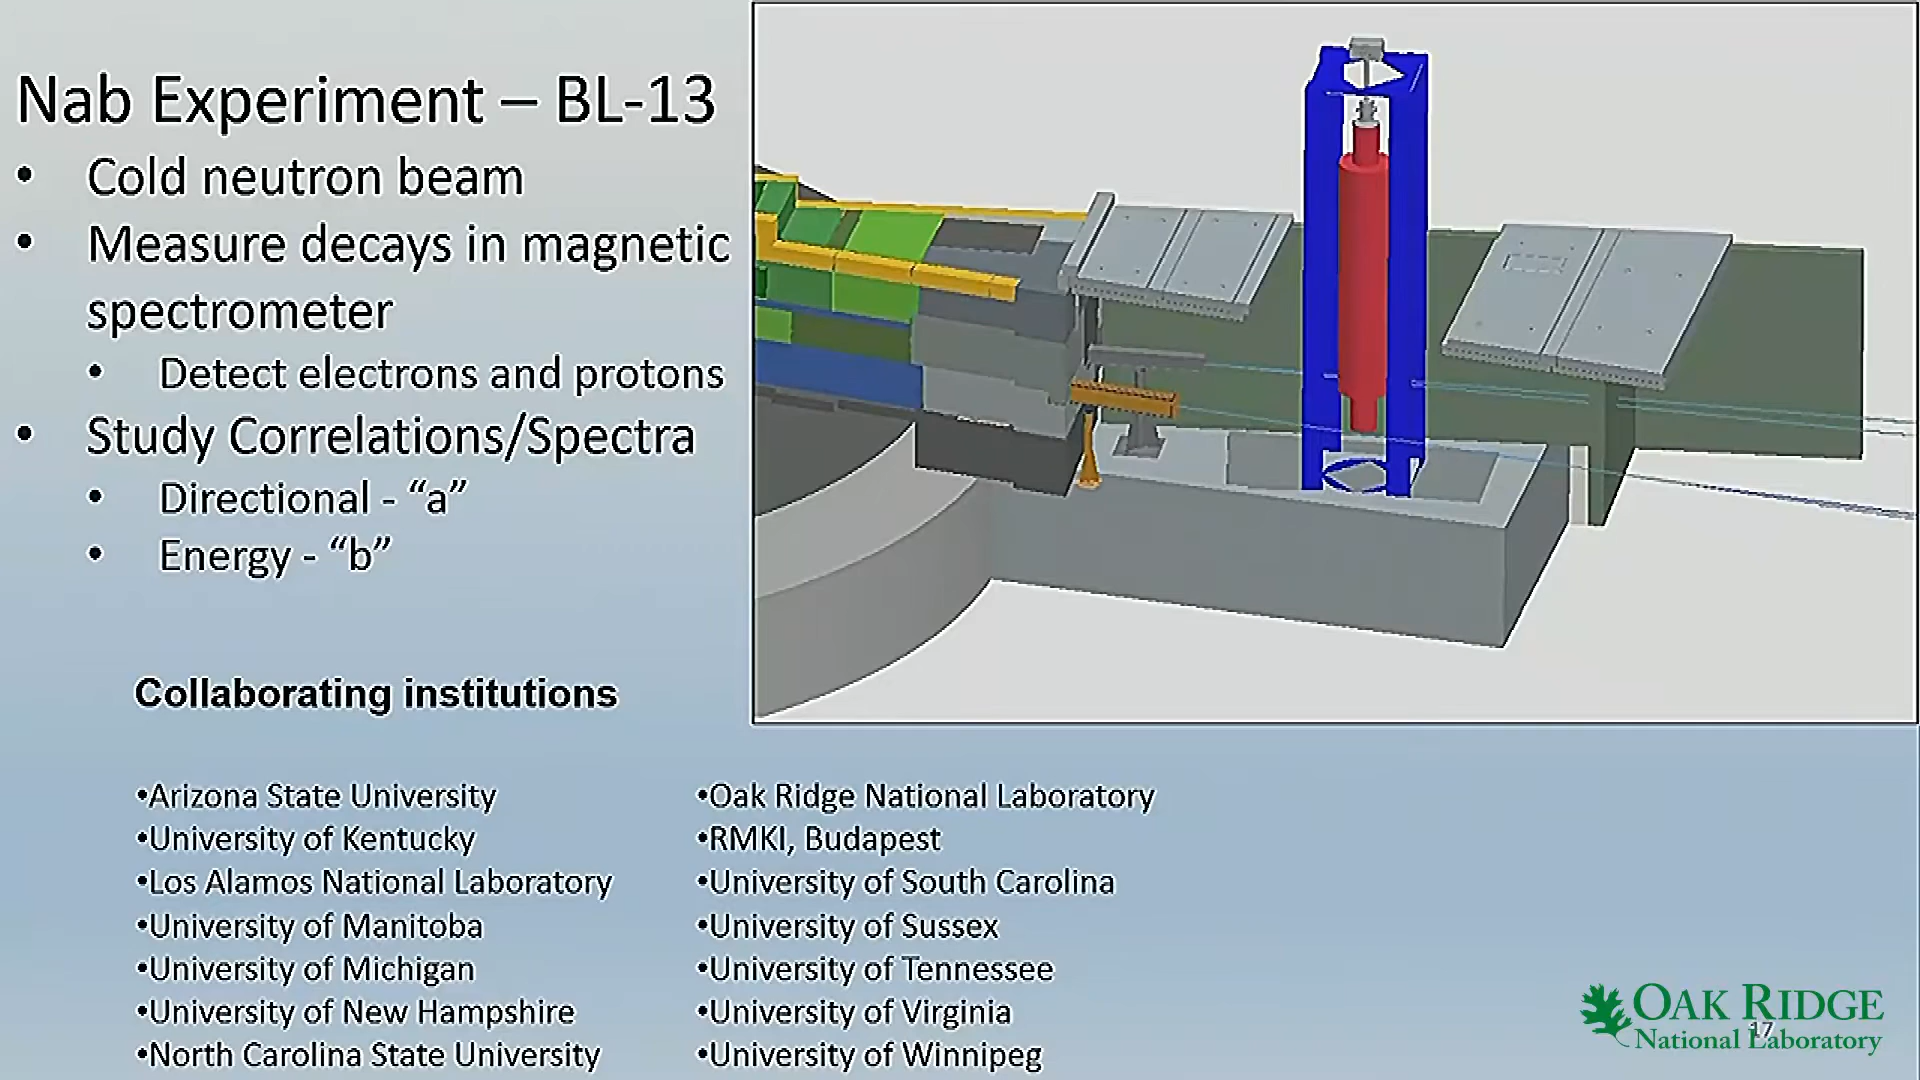 Nab Experiment – BL-13
• Cold neutron beam
• Measure decays in magnetic
spectrometer
• Detect electrons and protons
• Study Correlations/Spectra
• Directional - “a”
• Energy - “b”
Collaborating institutions
•Arizona State University
•University of Kentucky
•Los Alamos National Laboratory
•University of Manitoba
•University of Michigan
•University of New Hampshire
•North Carolina State University
•Oak Ridge National Laboratory
•RMKI, Budapest
•University of South Carolina
•University of Sussex
•University of Tennessee
•University of Virginia
•University of Winnipeg
OAK RIDGE
National Laboratory
17